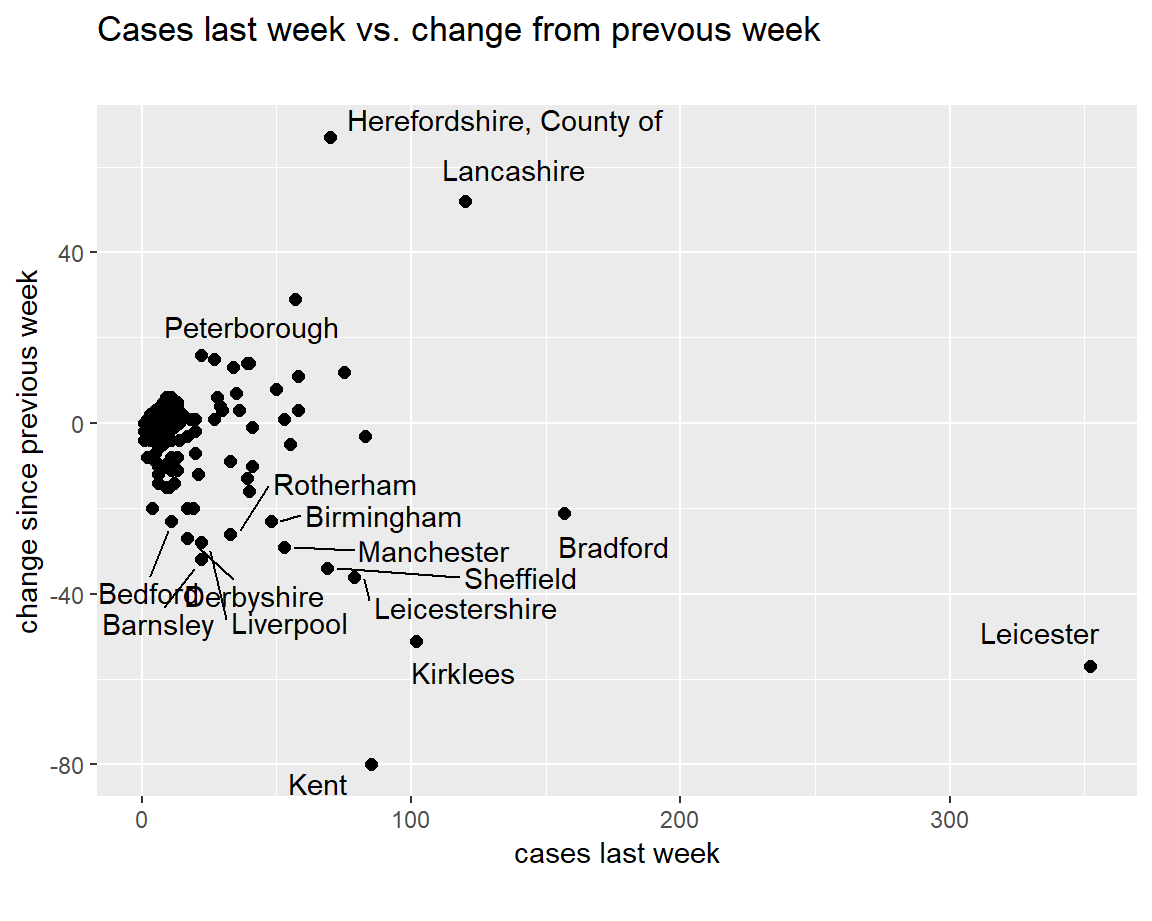 Cases last week vs. change from prevous week
Herefordshire, County of
Lancashire
40
Peterborough
0
Rotherham
Birmingham
Manchester
Bradford
Sheffield
Bedford
Derbyshire
-40
Leicestershire
Barnsley
Liverpool
Leicester
Kirklees
-80
Kent
0
100
200
300
cases last week
change since previous week